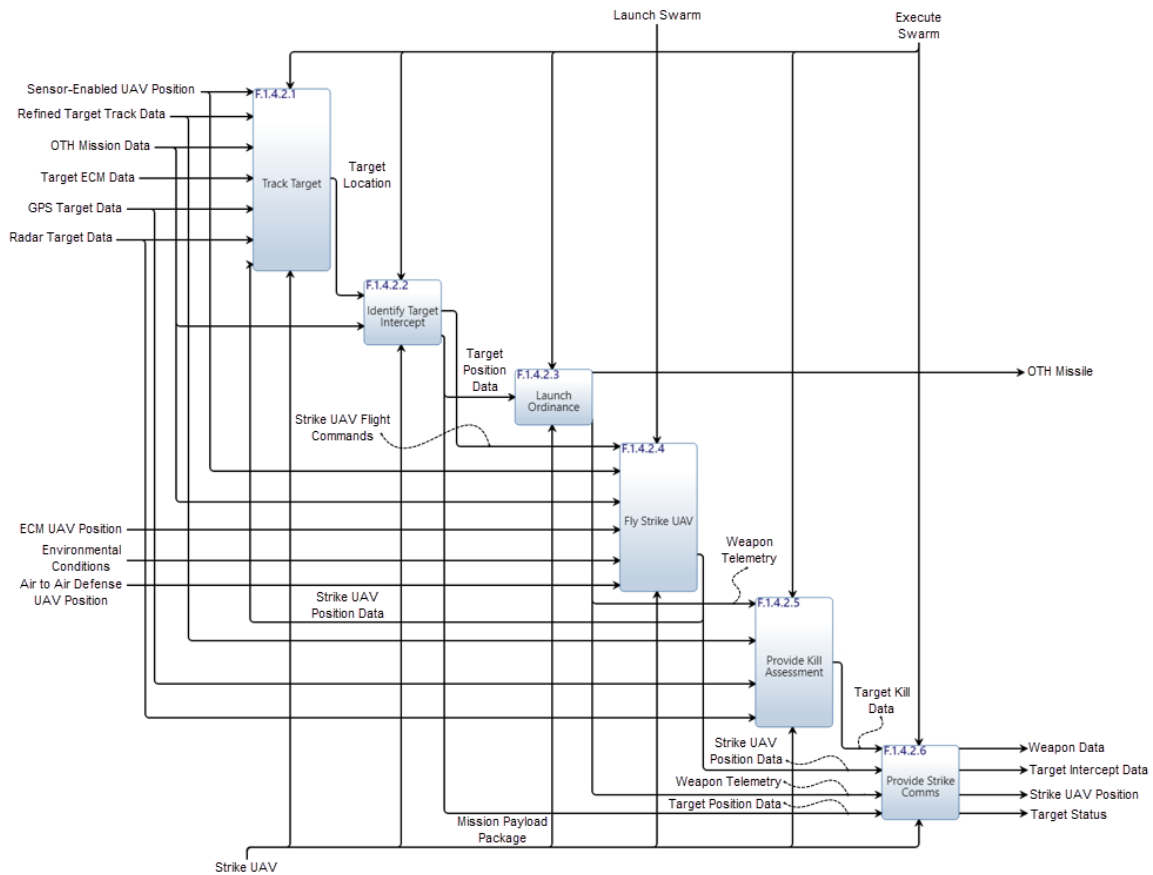 Launch Swarm
Execute
Swarm
Sensor-Enabled UAV Position
F.1.4.2.1
Refined Target Track Data
OTH Mission Data
Target ECM Data
Track Target
Target
Location
GPS Target Data
Radar Target Data
F.1.4.2.2
Identify Target
Intercept
Target
Position
Data
F.1.4.2.3
Launch
Ordinance
OTH Missile
Strike UAV Flight
Commands
F.1.4.2.4
Fly Strike UAV
ECM UAV Position
Environmental
Conditions
Air to Air Defense
UAV Position
Strike UAV
Position Data
Weapon
Telemetry
F.1.4.2.5
Provide Kill
Assessment
Target Kill
Data
Strike UAV
Position Data
Weapon Telemetry
Target Position Data
F.1.4.2.6
Provide Strike
Comms
Weapon Data
Target Intercept Data
Strike UAV Position
Target Status
Mission Payload
Package
Strike UAV